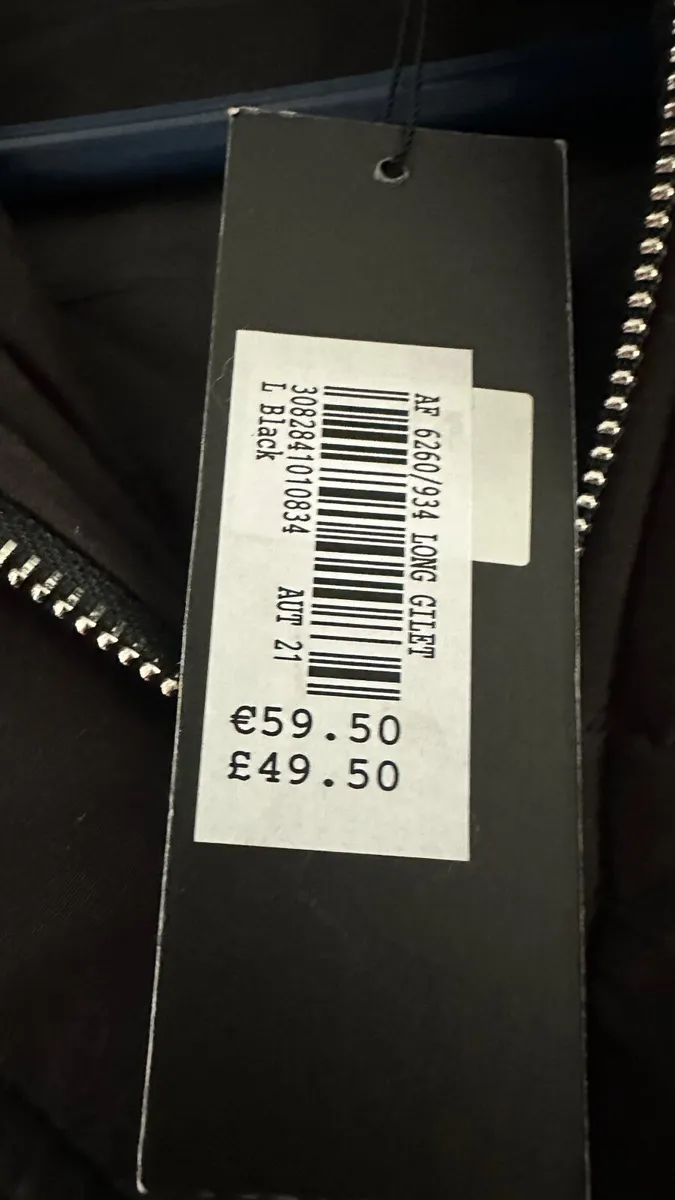 AF 6260/934 LONG GILET
3082841010834 AUT 21
L Black
€59.50
£49.50